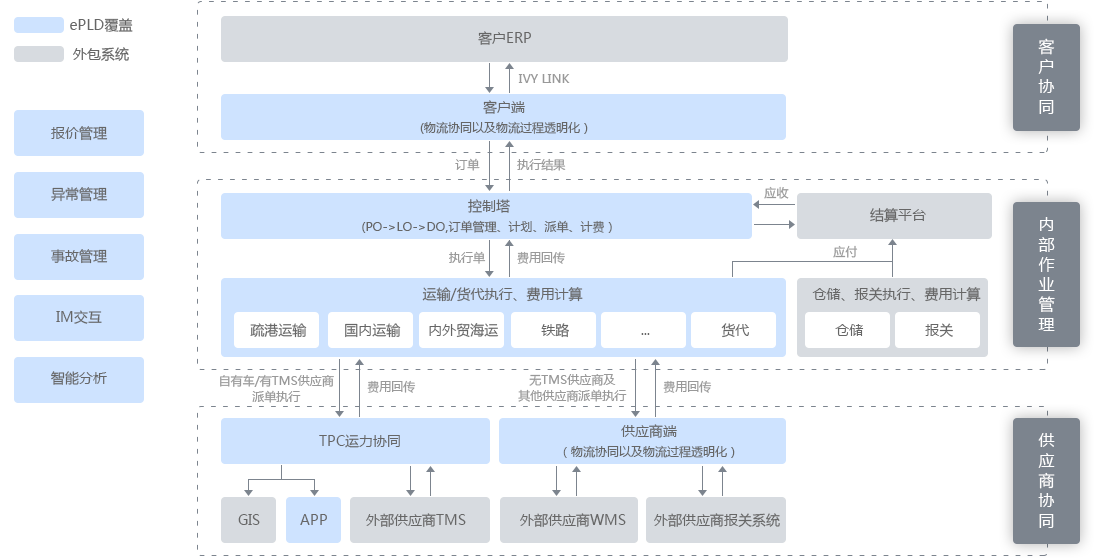 ePLD覆盖
外包系统
报价管理
异常管理
事故管理
IM交互
智能分析
客户ERP
IVY LINK
客户端
(物流协同以及物流过程透明化)
客户协同
订单
执行结果
控制塔
(PO->LO->DO,订单管理、计划、派单、计费)
应收
结算平台
执行单
费用回传
应付
运输/货代执行、费用计算
疏港运输
国内运输
内外贸海运
铁路
...
货代
仓储、报关执行、费用计算
仓储
报关
内部作业管理
自有车/有TMS供应商
派单执行
费用回传
无TMS供应商及
其他供应商派单执行
费用回传
TPC运力协同
供应商端
(物流协同以及物流过程透明化)
GIS
APP
外部供应商TMS
外部供应商WMS
外部供应商报关系统
供应商协同